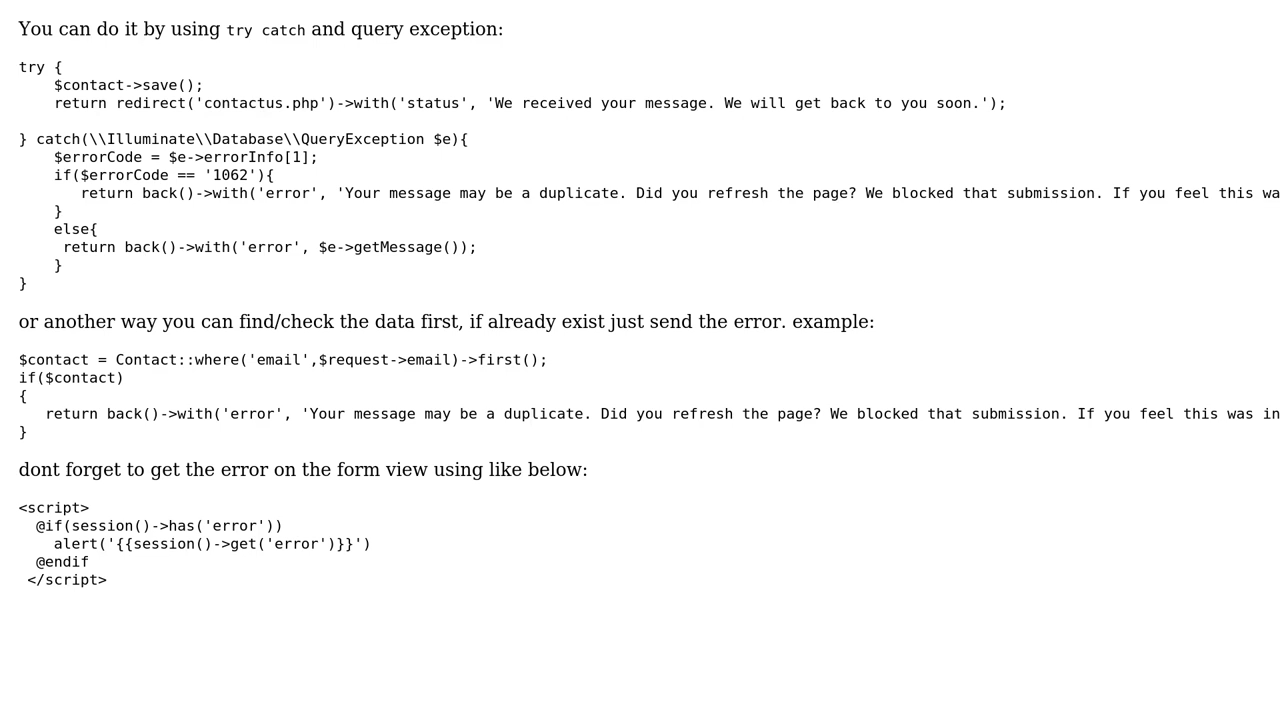 You can do it by using try catch and query exception:
try {
    $contact->save();
    return redirect('contactus.php')->with('status', 'We received your message. We will get back to you soon.');

} catch(\\Illuminate\\Database\\QueryException $e){
    $errorCode = $e->errorInfo[1];
    if($errorCode == '1062'){
       return back()->with('error', 'Your message may be a duplicate. Did you refresh the page? We blocked that submission. If you feel this wa
    }
    else{
     return back()->with('error', $e->getMessage());
    }
}
or another way you can find/check the data first, if already exist just send the error. example:
$contact = Contact::where('email',$request->email)->first();
if($contact)
{
   return back()->with('error', 'Your message may be a duplicate. Did you refresh the page? We blocked that submission. If you feel this was in
}
dont forget to get the error on the form view using like below:
<script>
  @if(session()->has('error'))
    alert('{{session()->get('error')}}')
  @endif
 </script>